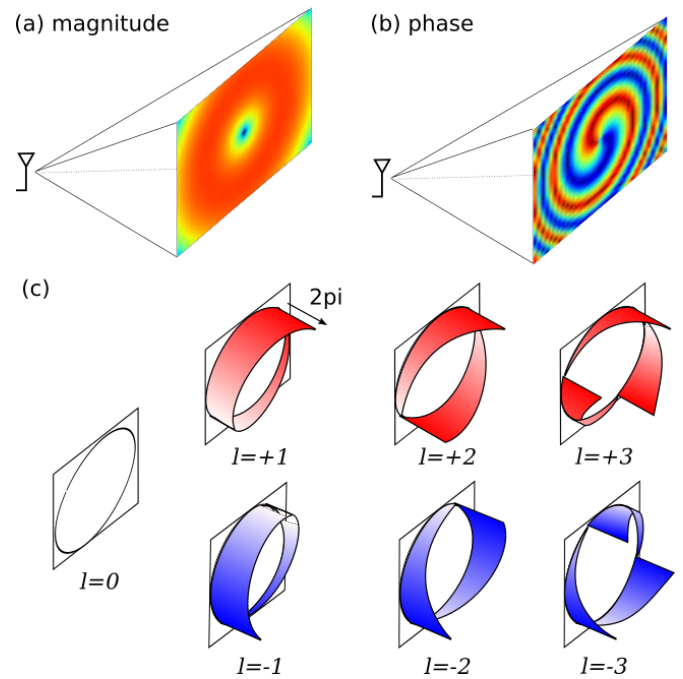 (a) magnitude
(b) phase
(c)
2pi
l=+1
l=+2
l=+3
l=0
l=-1
l=-2
l=-3